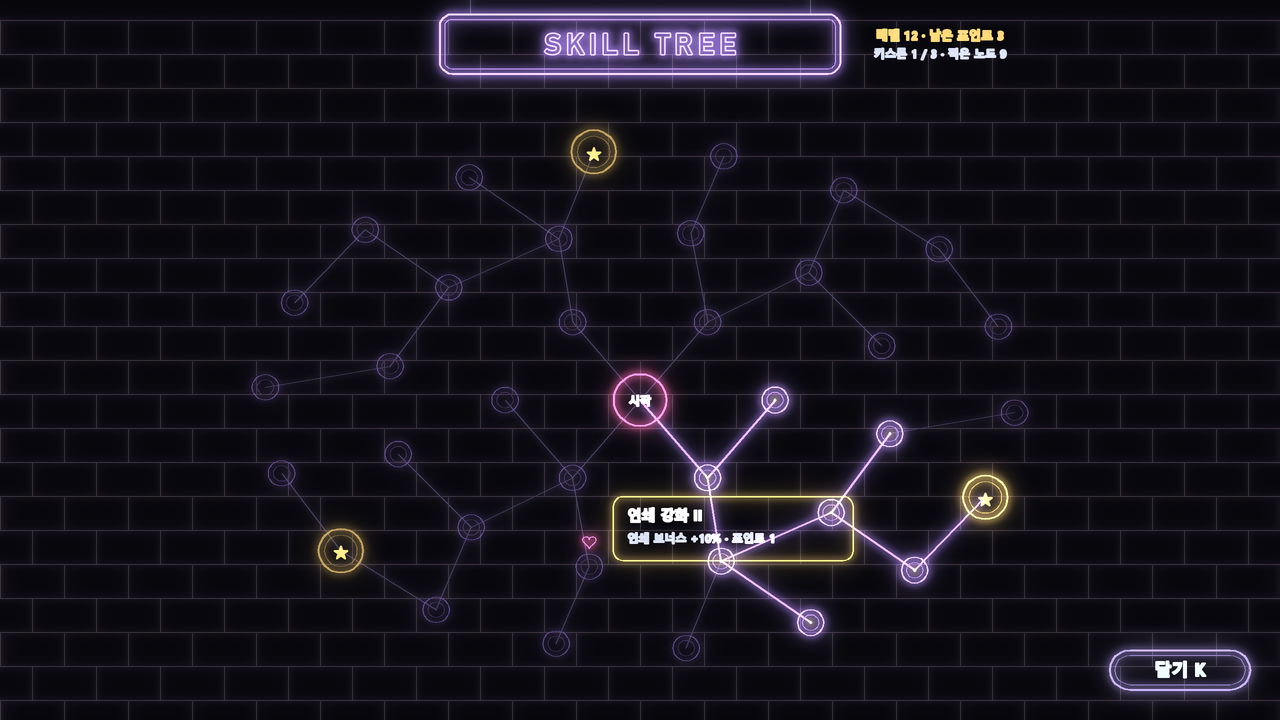 SKILL TREE
레벨 12 · 남은 포인트 3
키스톤 1 / 3 · 찍은 노드 9
시작
연쇄 강화 II
연쇄 보너스 +10% · 포인트 1
닫기 K